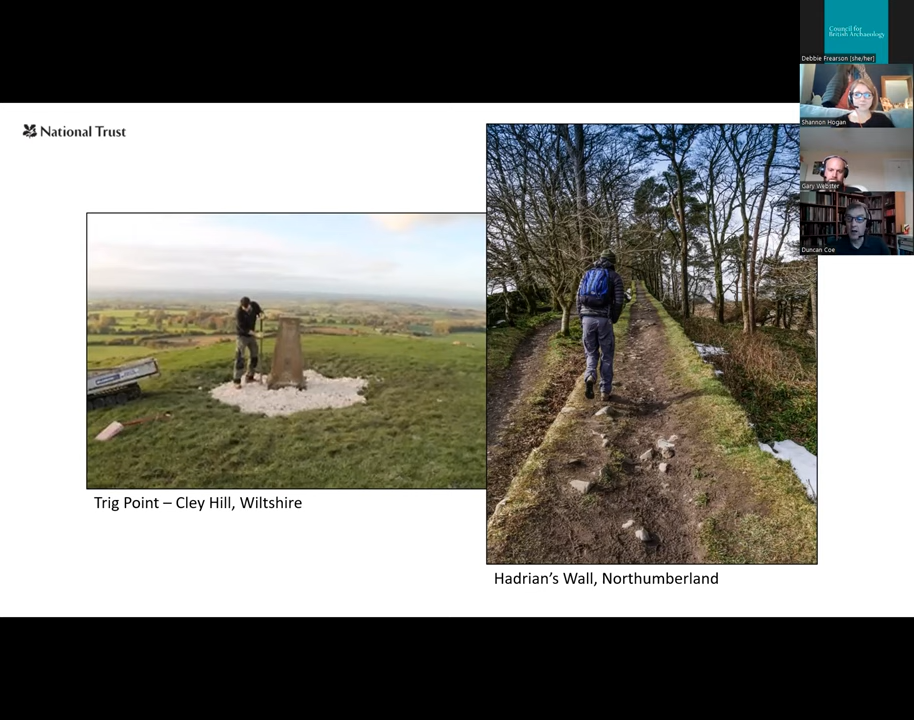 Council for
British Archaeology
Debbie Frearson [she/her]
National Trust
Shannon Hogan
Gary Webster
Duncan Coe
Trig Point – Cley Hill, Wiltshire
Hadrian's Wall, Northumberland